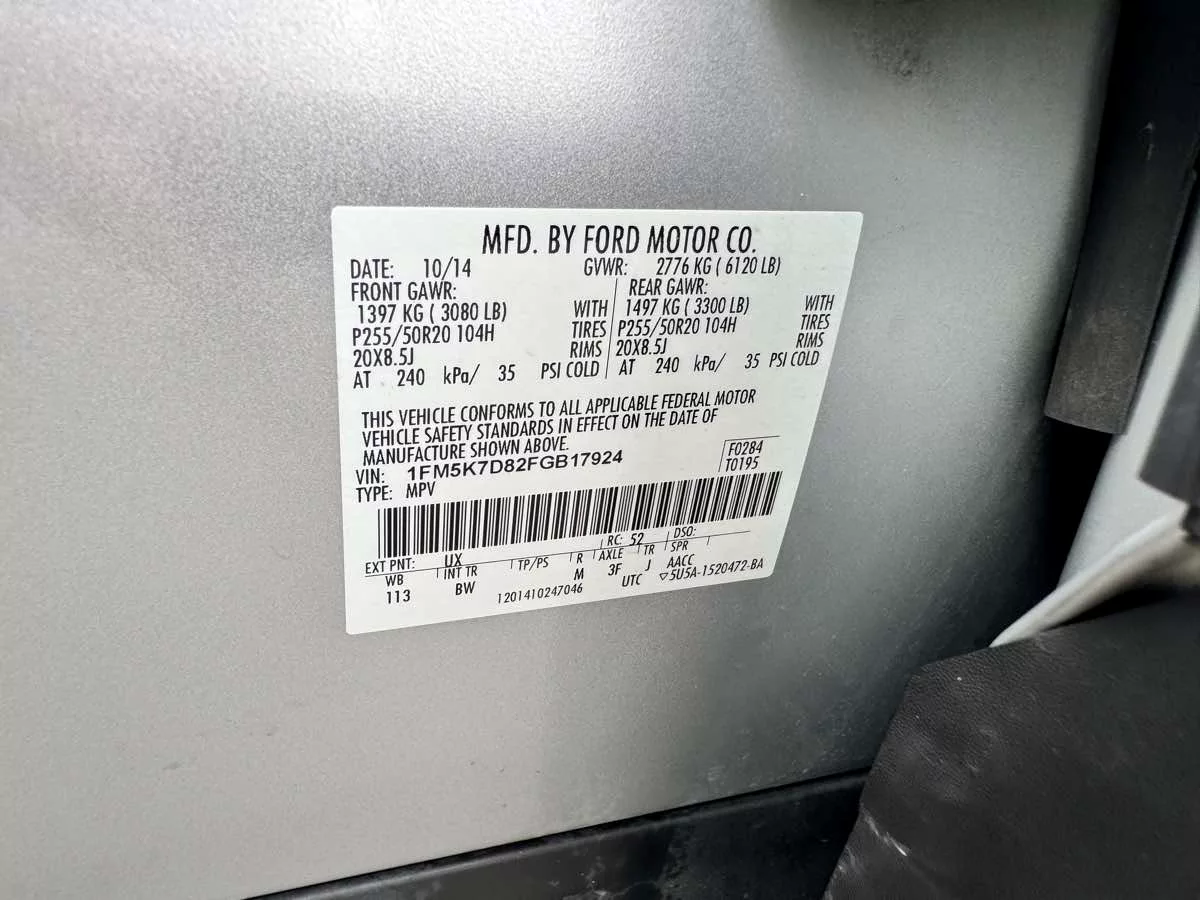 MFD. BY FORD MOTOR CO.
DATE: 10/14 GVWR: 2776 KG ( 6120 LB)
FRONT GAWR: REAR GAWR:
1397 KG ( 3080 LB) WITH 1497 KG ( 3300 LB) WITH
P255/50R20 104H TIRES P255/50R20 104H TIRES
20X8.5J RIMS 20X8.5J RIMS
AT 240 kPa/ 35 PSI COLD AT 240 kPa/ 35 PSI COLD
THIS VEHICLE CONFORMS TO ALL APPLICABLE FEDERAL MOTOR
VEHICLE SAFETY STANDARDS IN EFFECT ON THE DATE OF
MANUFACTURE SHOWN ABOVE.
VIN: 1FM5K7D82FGB17924 F0284
TYPE: MPV T0195
EXT PNT: UX RC: 52 DSO:
WB INT TR TP/PS R AXLE TR SPR
113 BW M 3F J AACC
1201410247046 UTC ▽5U5A-1520472-BA